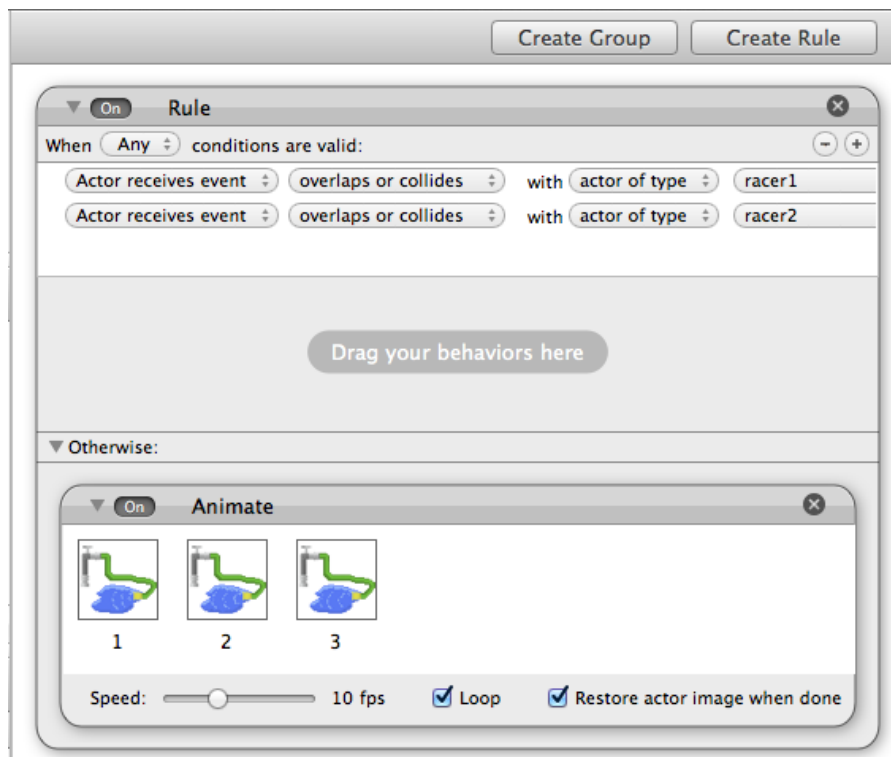 Create Group Create Rule
On Rule
When Any conditions are valid:
Actor receives event overlaps or collides with actor of type racer1
Actor receives event overlaps or collides with actor of type racer2
Drag your behaviors here
Otherwise:
On Animate
1 2 3
Speed: 10 fps Loop Restore actor image when done